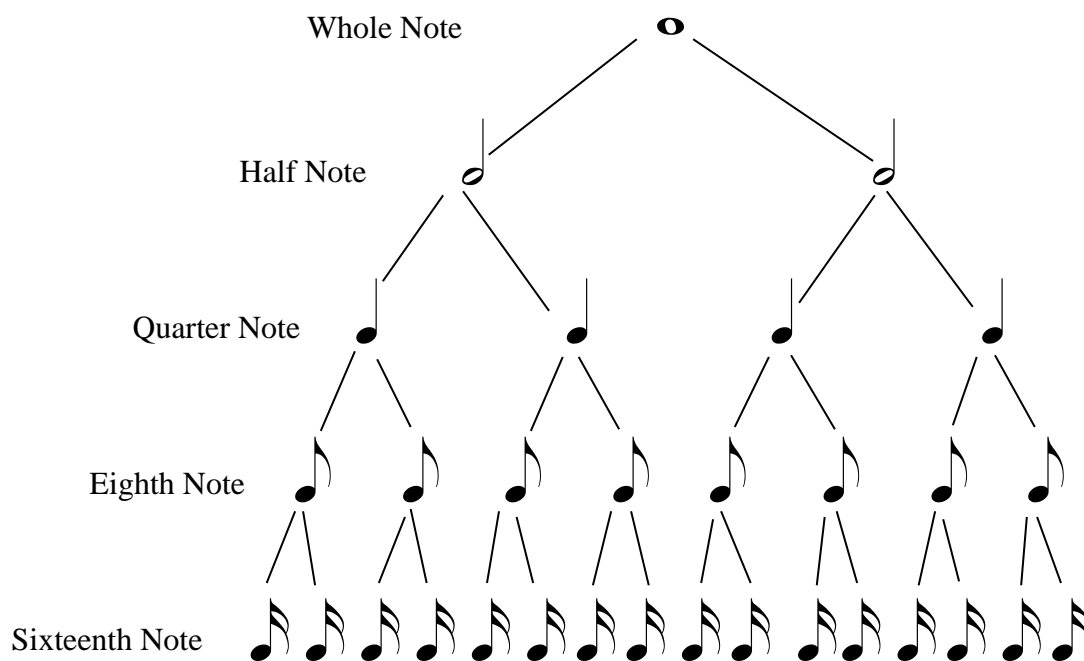 Whole Note
Half Note
Quarter Note
Eighth Note
Sixteenth Note